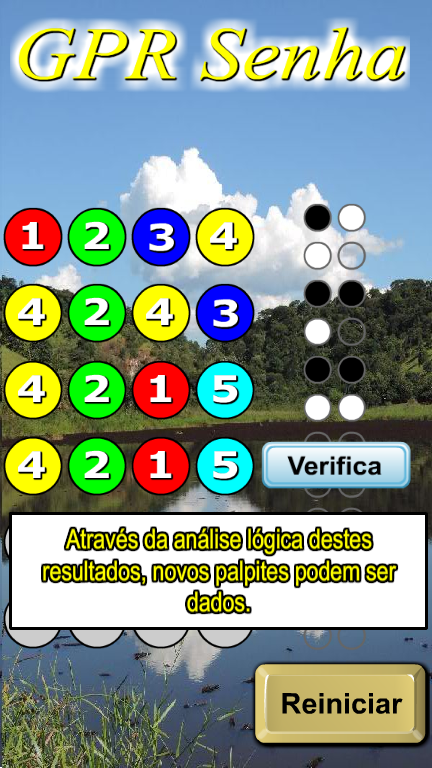 GPR Senha
1 2 3 4
4 2 4 3
4 2 1 5
4 2 1 5
Verifica
Através da análise lógica destes
resultados, novos palpites podem ser
dados.
Reiniciar